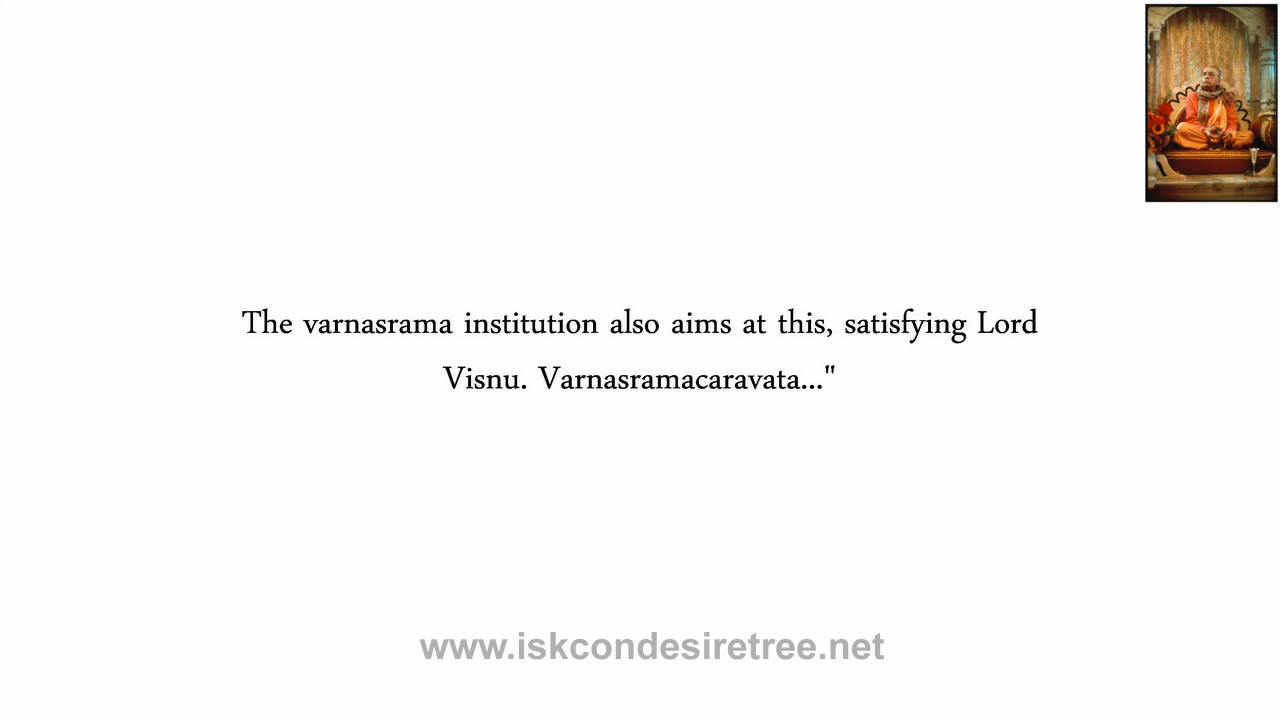 The varnasrama institution also aims at this, satisfying Lord
Visnu. Varnasramacaravata..."
www.iskcondesiretree.net